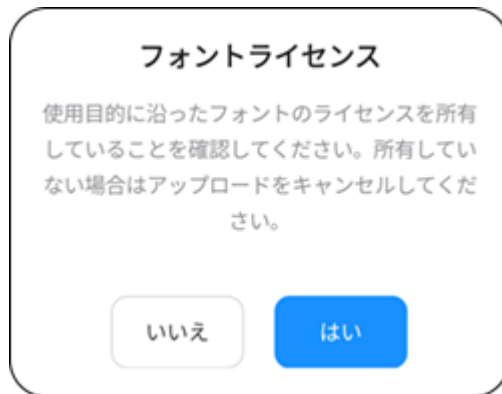 フォントライセンス
使用目的に沿ったフォントのライセンスを所有
していることを確認してください。所有してい
ない場合はアップロードをキャンセルしてくだ
さい。
いいえ はい